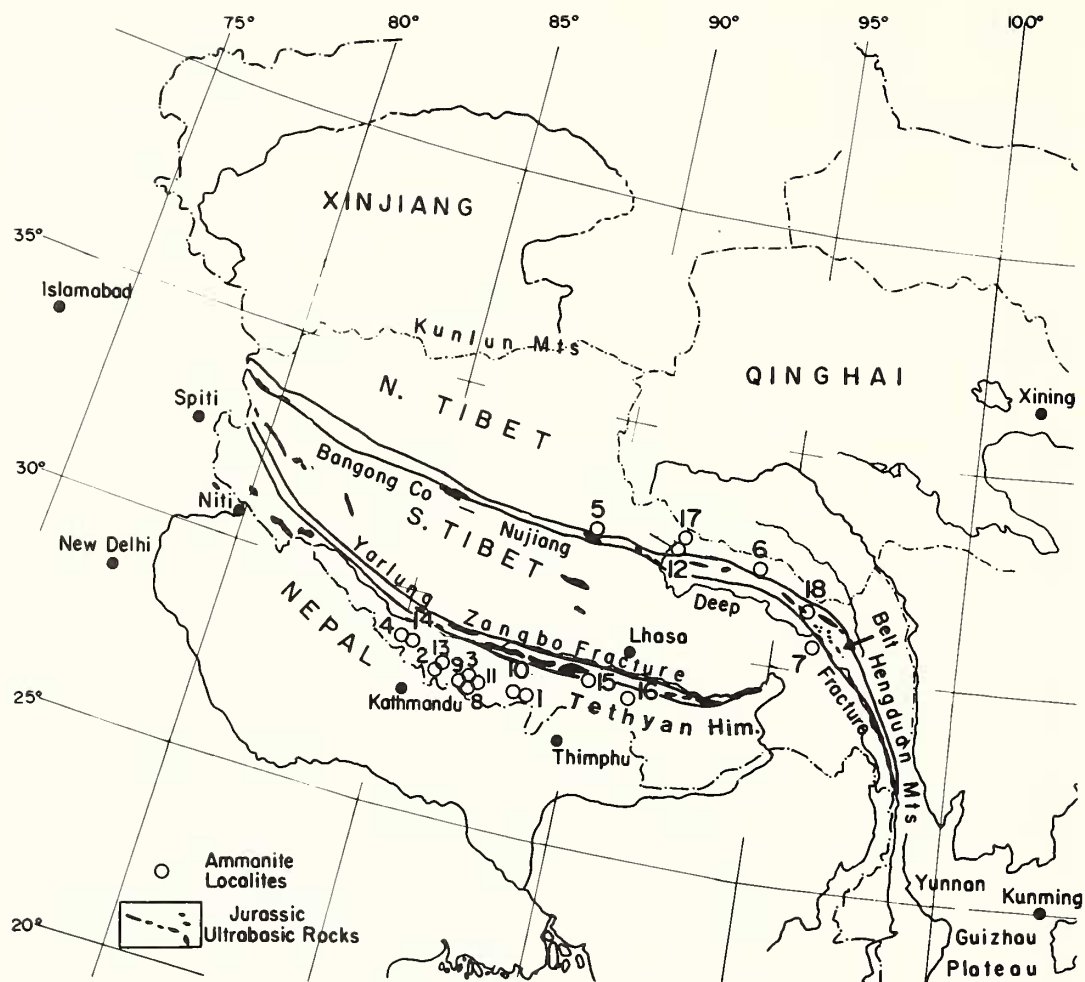 75° 80° 85° 90° 95° 100°
XINJIANG
35°
Islamabad
Kunlun Mts
QINGHAI
N. TIBET
Xining
Spiti
30°
Bangong Co — Nujiang
5
17
Niti
S. TIBET
12
6
New Delhi
Deep
18
Yarlung Zangbo Fracture
Belt
NEPAL
Lhasa
7
Hengduan Mts
4 14
Fracture
2 13 9 3 11 10
15 16
25°
Kathmandu 8 1
Tethyan Him.
Thimphu
Ammanite
Localites
Yunnan
Kunming
Jurassic
Ultrabasic Rocks
20°
Guizhou
Plateau